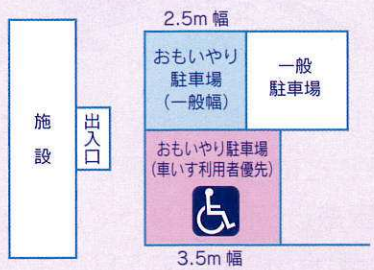 2.5m 幅
おもいやり
駐車場
（一般幅）
一般
駐車場
施設
出入口
おもいやり駐車場
（車いす利用者優先）
3.5m 幅